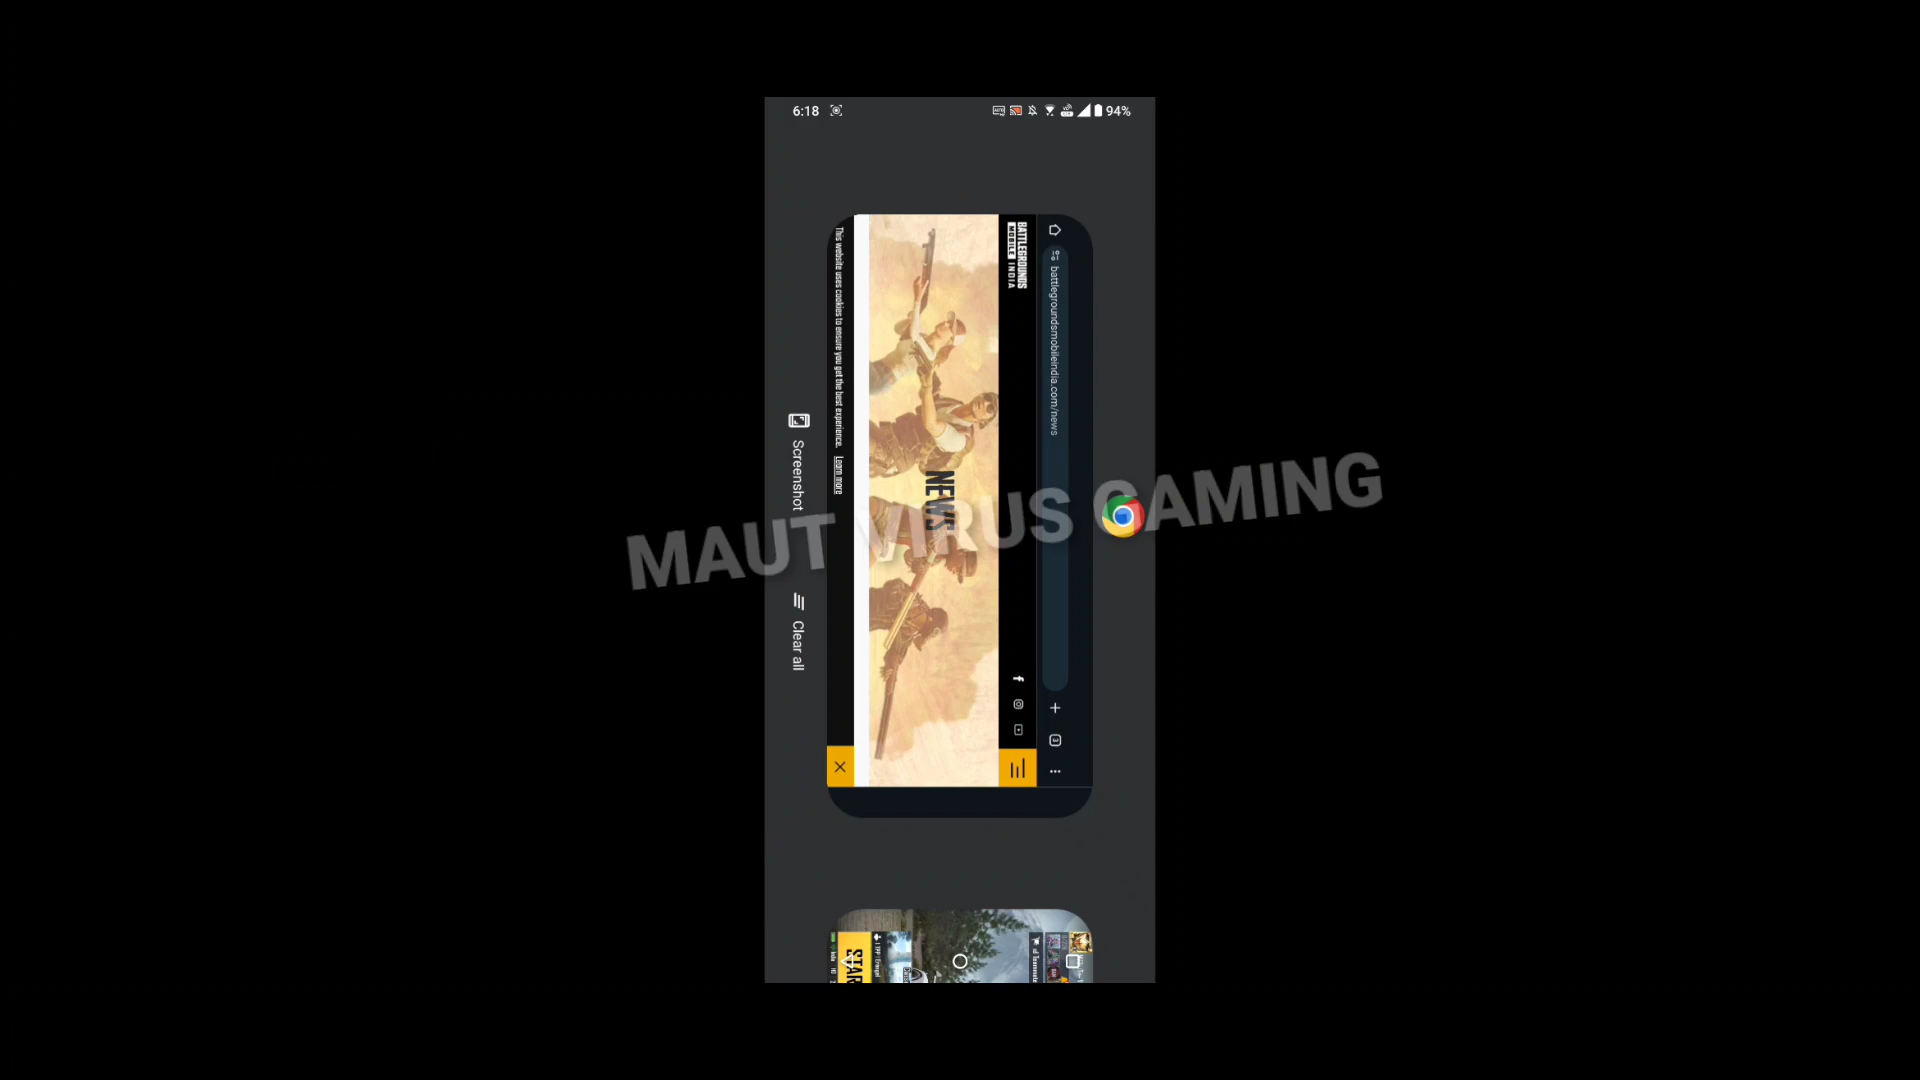 6:18
94%
battlegroundsmobileindia.com/news
3
BATTLEGROUNDS
MOBILE INDIA
NEWS
This website uses cookies to ensure you get the best experience. Learn more
Screenshot
Clear all
MAUT VIRUS GAMING